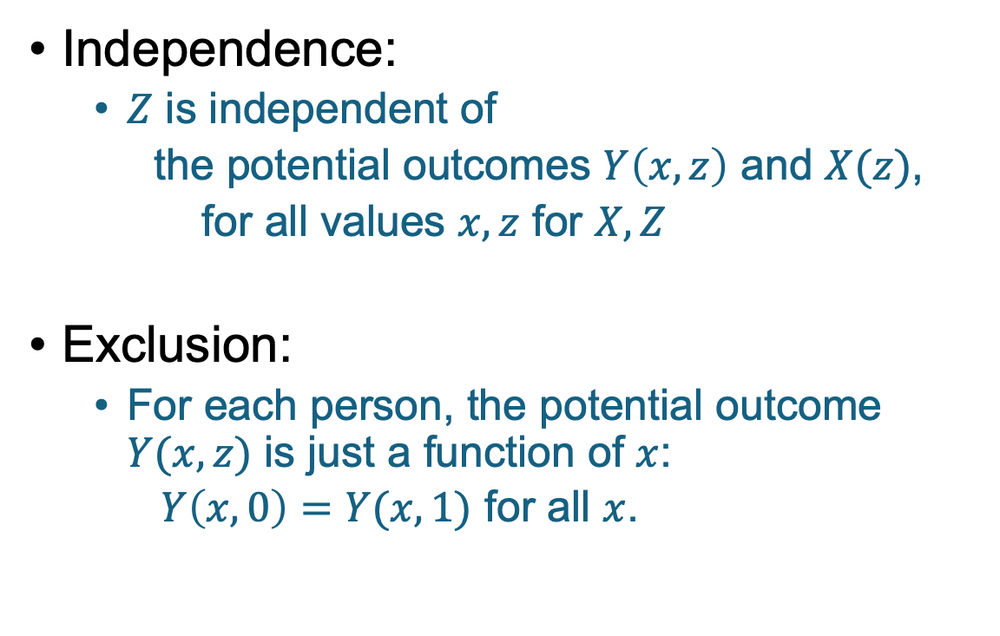 • Independence:
• Z is independent of
the potential outcomes Y(x, z) and X(z),
for all values x, z for X, Z
• Exclusion:
• For each person, the potential outcome
Y(x, z) is just a function of x:
Y(x, 0) = Y(x, 1) for all x.